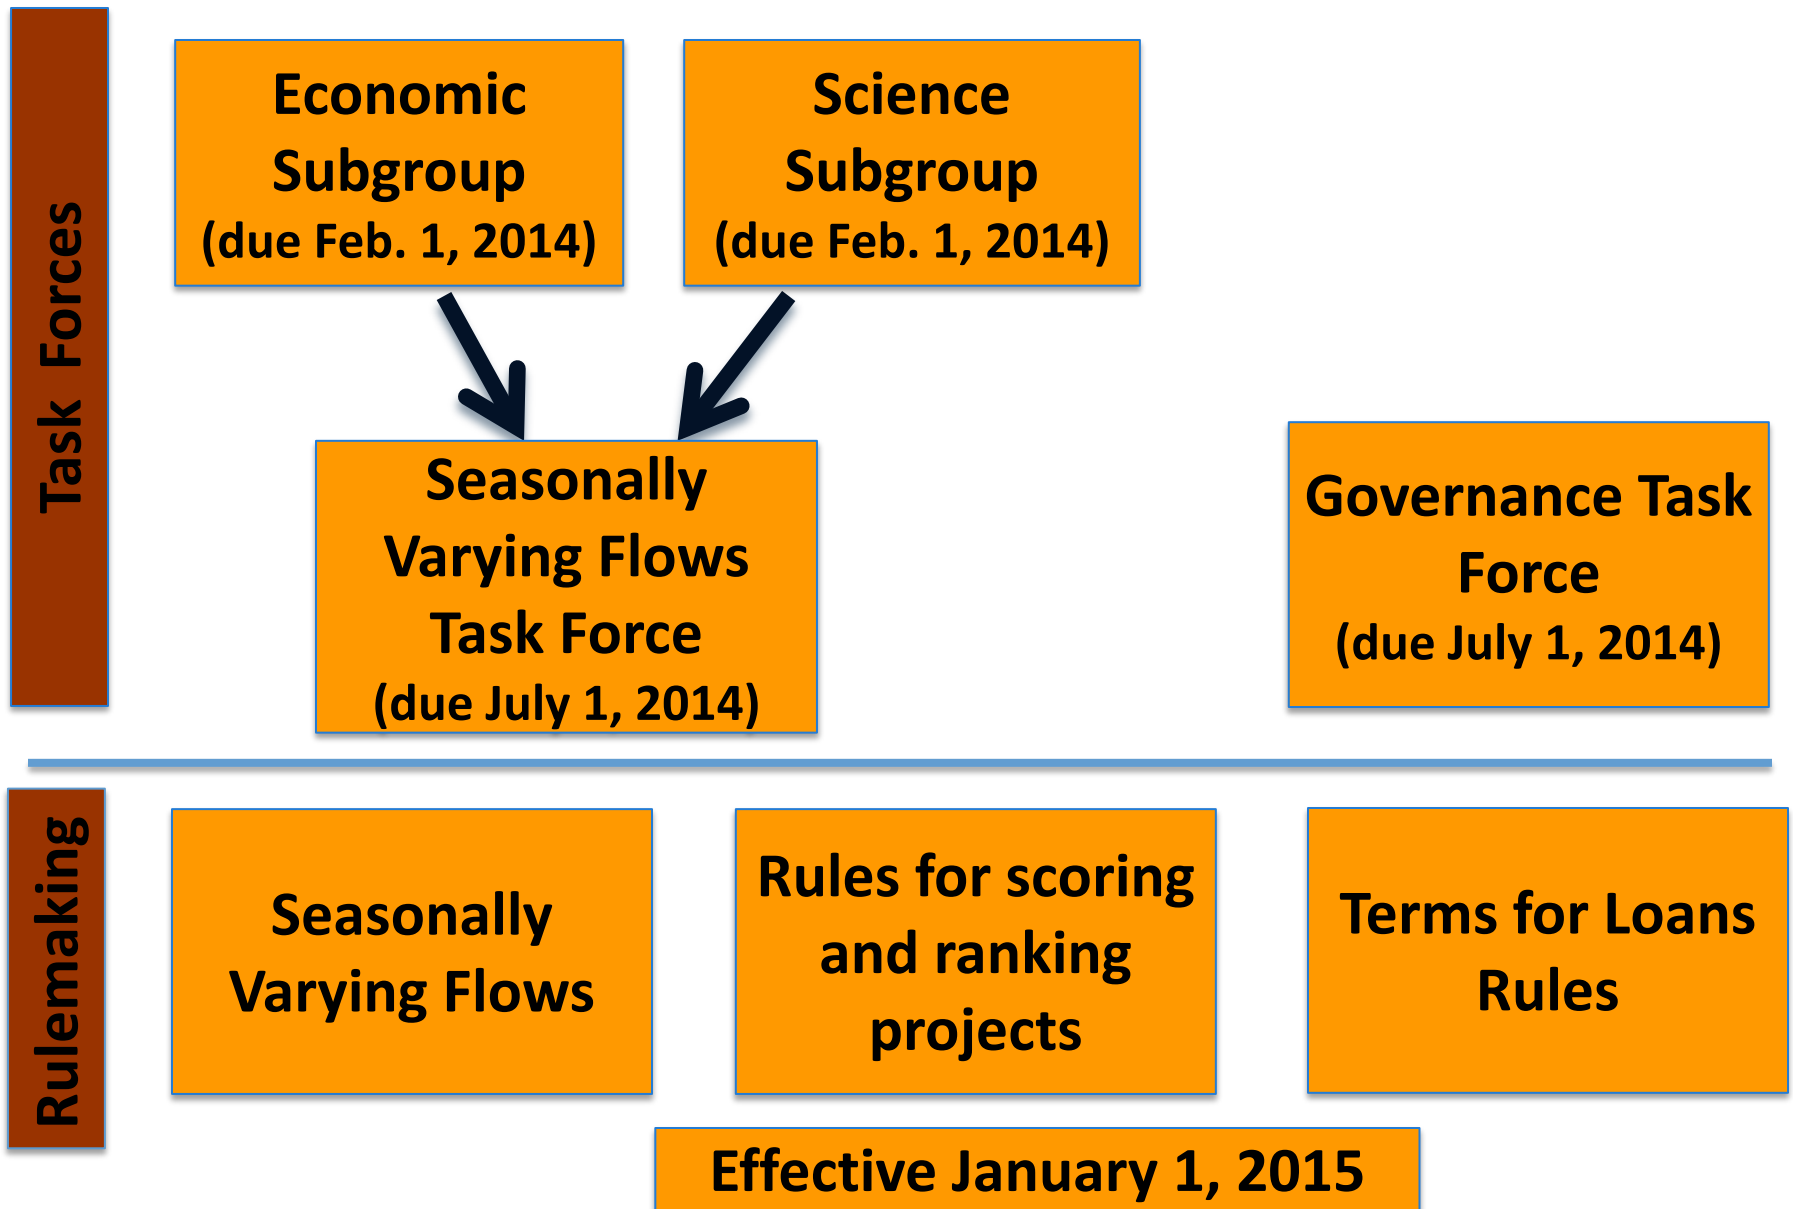 Task Forces
Economic
Subgroup
(due Feb. 1, 2014)
Science
Subgroup
(due Feb. 1, 2014)
Seasonally
Varying Flows
Task Force
(due July 1, 2014)
Governance Task
Force
(due July 1, 2014)
Rulemaking
Seasonally
Varying Flows
Rules for scoring
and ranking
projects
Terms for Loans
Rules
Effective January 1, 2015